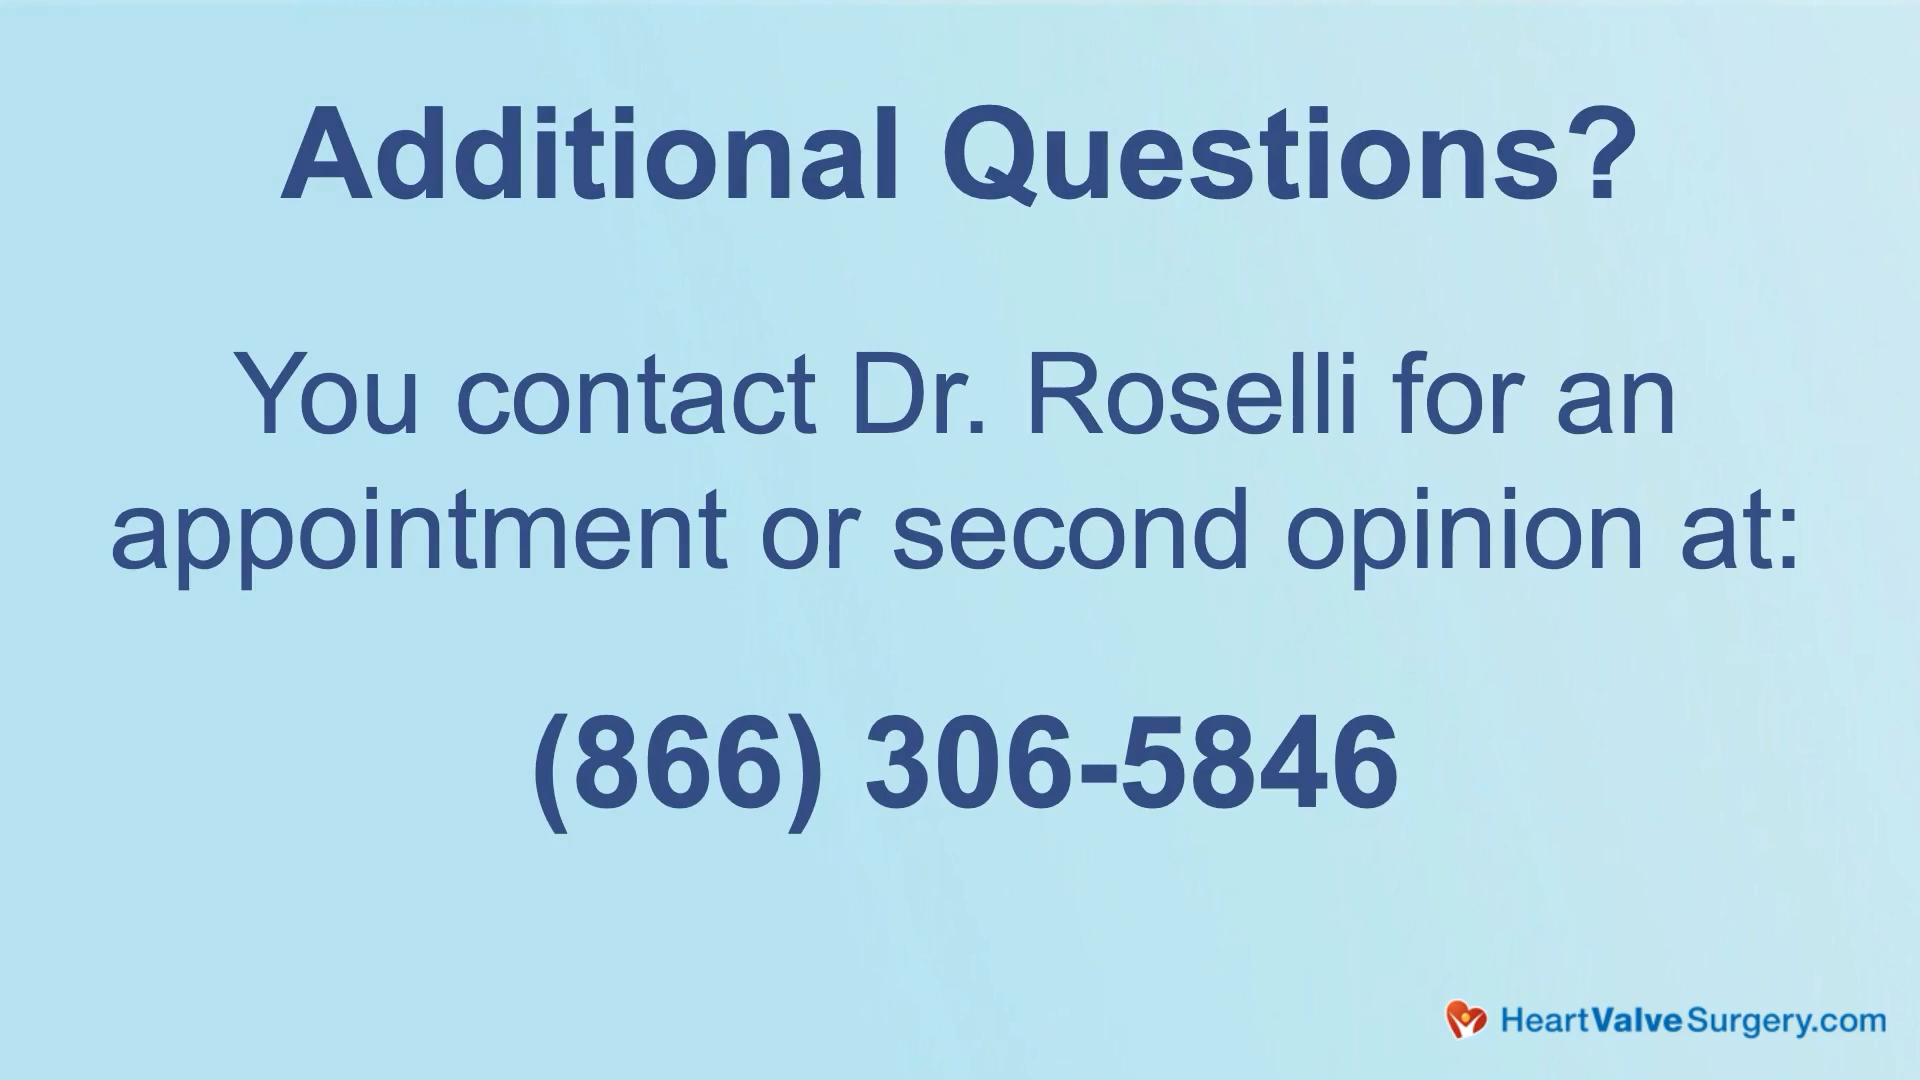 Additional Questions?
You contact Dr. Roselli for an
appointment or second opinion at:
(866) 306-5846
HeartValveSurgery.com